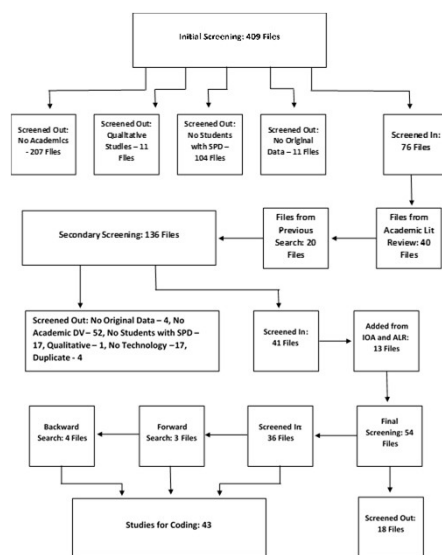 Initial Screening: 409 Files
Screened Out:
No Academics
- 207 Files
Screened Out:
Qualitative
Studies – 11
Files
Screened Out:
No Students
with SPD –
104 Files
Screened Out:
No Original
Data – 11 Files
Screened In:
76 Files
Secondary Screening: 136 Files
Files from
Previous
Search: 20
Files
Files from
Academic Lit
Review: 40
Files
Screened Out: No Original Data – 4, No
Academic DV – 52, No Students with SPD –
17, Qualitative – 1, No Technology –17,
Duplicate - 4
Screened In:
41 Files
Added from
IOA and ALR:
13 Files
Backward
Search: 4 Files
Forward
Search: 3 Files
Screened In:
36 Files
Final
Screening: 54
Files
Studies for Coding: 43
Screened Out:
18 Files